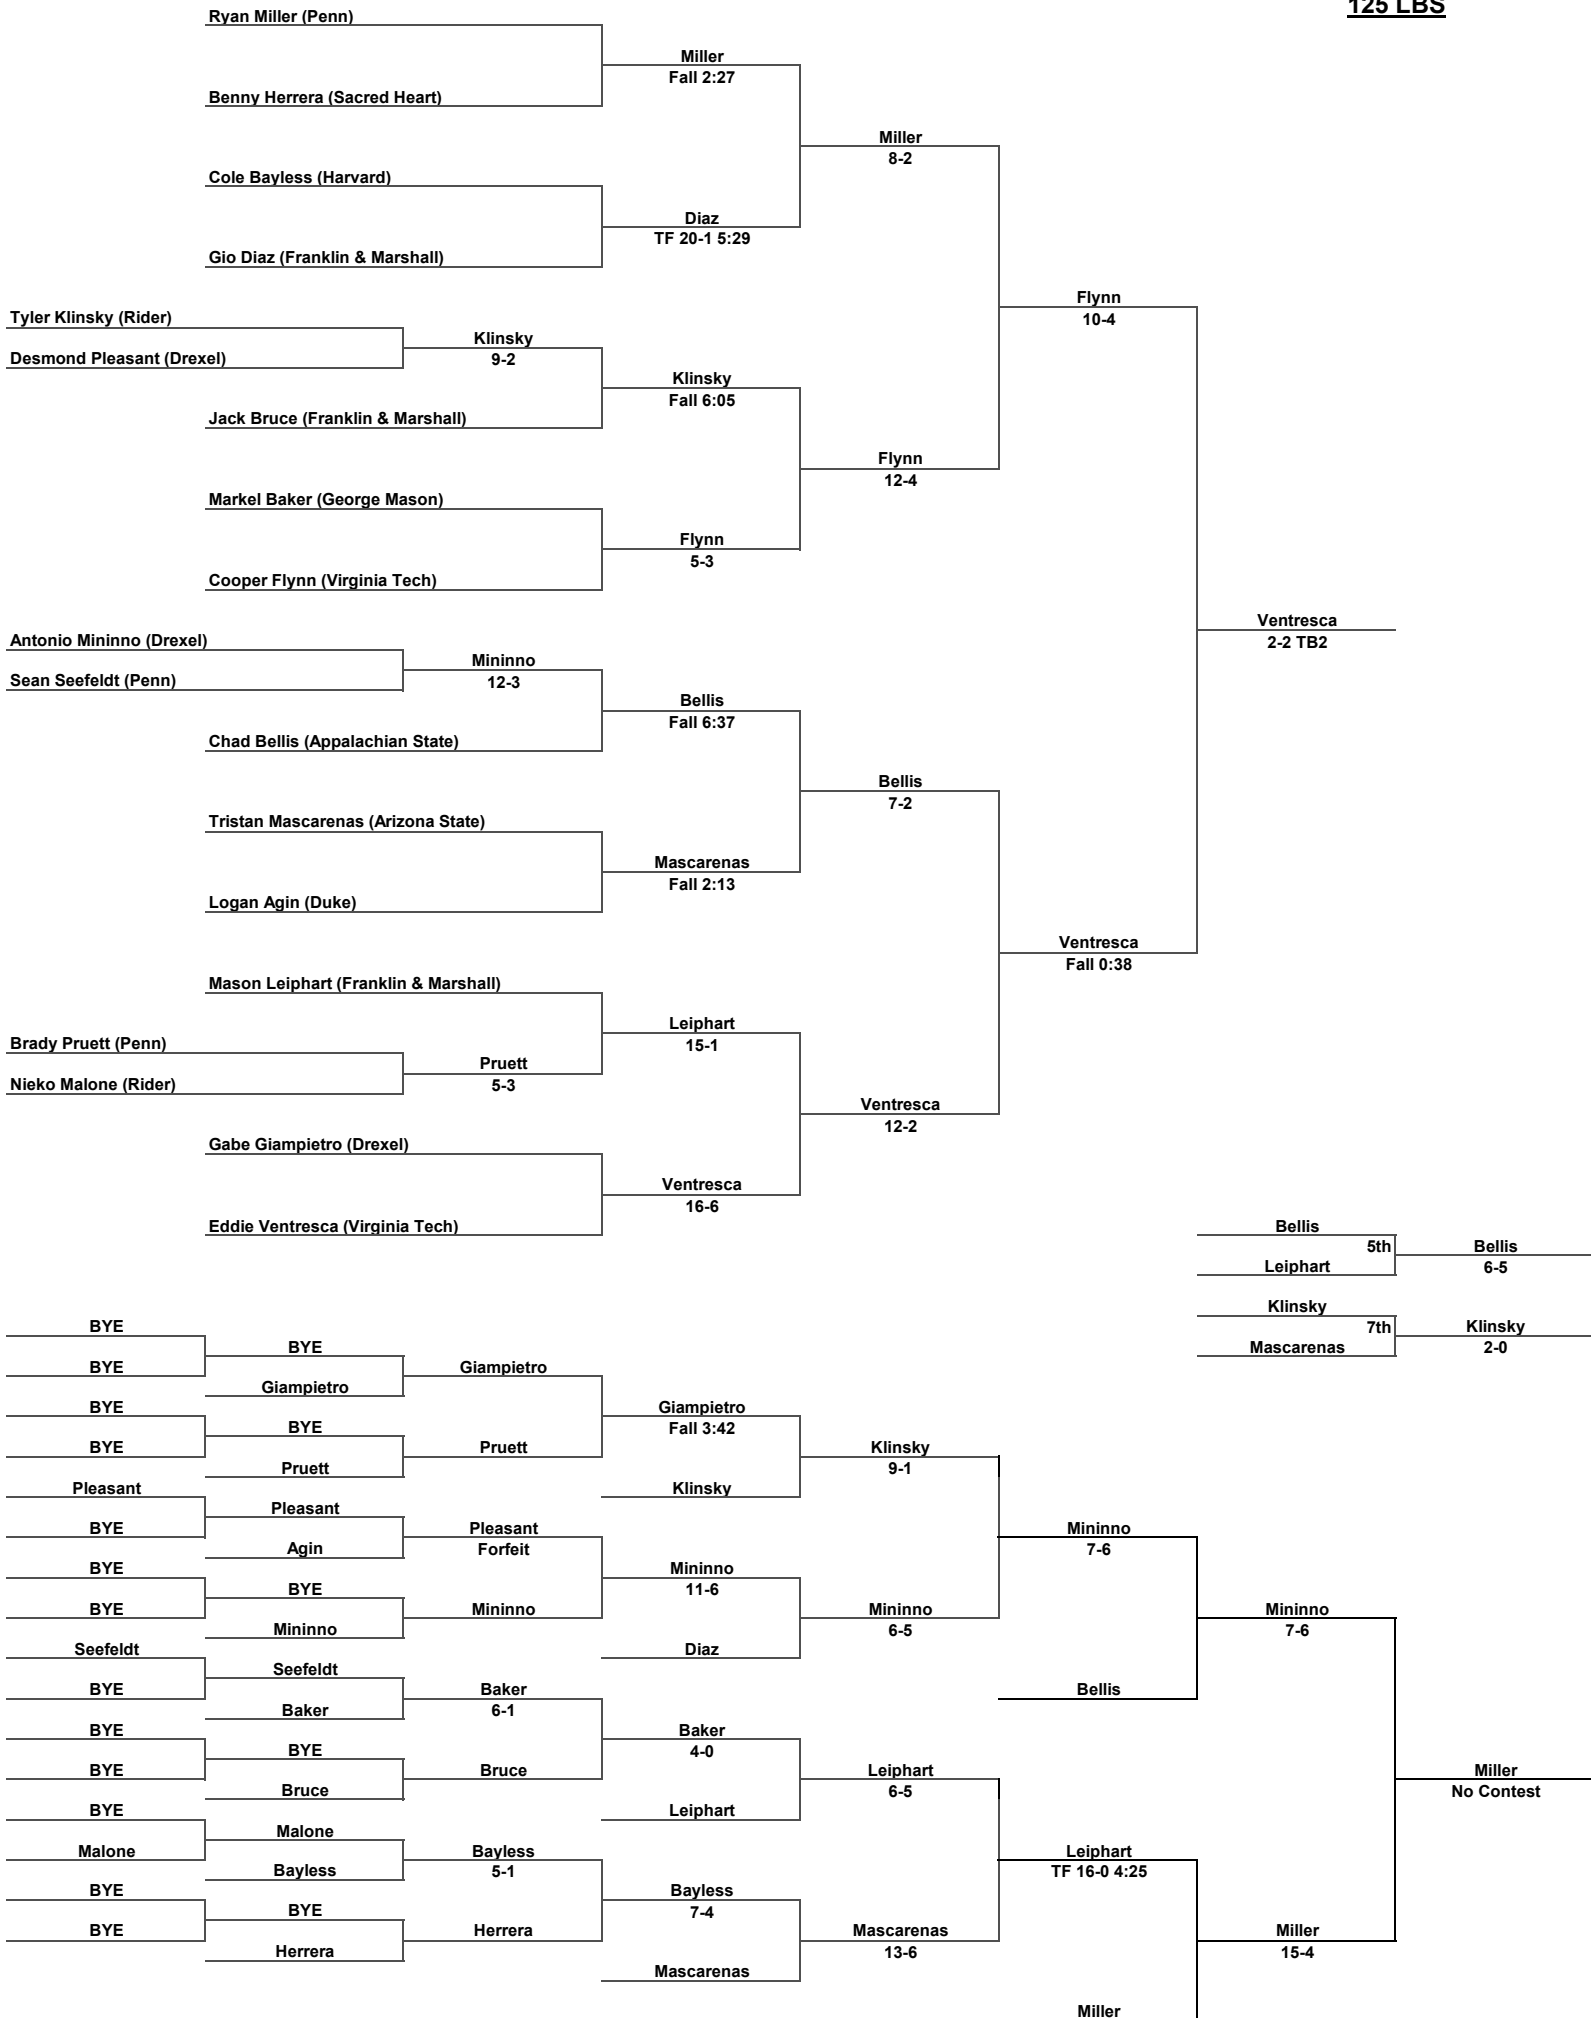 125 LBS
Ryan Miller (Penn)
Miller
Fall 2:27
Benny Herrera (Sacred Heart)
Miller
8-2
Cole Bayless (Harvard)
Diaz
TF 20-1 5:29
Gio Diaz (Franklin & Marshall)
Flynn
10-4
Tyler Klinsky (Rider)
Klinsky
9-2
Desmond Pleasant (Drexel)
Klinsky
Fall 6:05
Jack Bruce (Franklin & Marshall)
Flynn
12-4
Markel Baker (George Mason)
Flynn
5-3
Cooper Flynn (Virginia Tech)
Ventresca
2-2 TB2
Antonio Mininno (Drexel)
Mininno
12-3
Sean Seefeldt (Penn)
Bellis
Fall 6:37
Chad Bellis (Appalachian State)
Bellis
7-2
Tristan Mascarenas (Arizona State)
Mascarenas
Fall 2:13
Logan Agin (Duke)
Ventresca
Fall 0:38
Mason Leiphart (Franklin & Marshall)
Leiphart
15-1
Brady Pruett (Penn)
Pruett
5-3
Nieko Malone (Rider)
Ventresca
12-2
Gabe Giampietro (Drexel)
Ventresca
16-6
Eddie Ventresca (Virginia Tech)
Bellis
5th
Bellis
6-5
Leiphart
Klinsky
7th
Klinsky
2-0
Mascarenas
BYE
BYE
BYE
Giampietro
Giampietro
BYE
Giampietro
Fall 3:42
BYE
BYE
Pruett
Klinsky
9-1
Pruett
Pleasant
Klinsky
Pleasant
BYE
Pleasant
Forfeit
Mininno
7-6
Agin
BYE
Mininno
11-6
BYE
BYE
Mininno
Mininno
6-5
Mininno
7-6
Mininno
Seefeldt
Diaz
Seefeldt
BYE
Baker
6-1
Bellis
Baker
BYE
Baker
4-0
BYE
BYE
Bruce
Leiphart
6-5
Miller
No Contest
Bruce
BYE
Leiphart
Malone
Malone
Bayless
5-1
Leiphart
TF 16-0 4:25
Bayless
BYE
Bayless
7-4
BYE
BYE
Herrera
Mascarenas
13-6
Miller
15-4
Herrera
Mascarenas
Miller